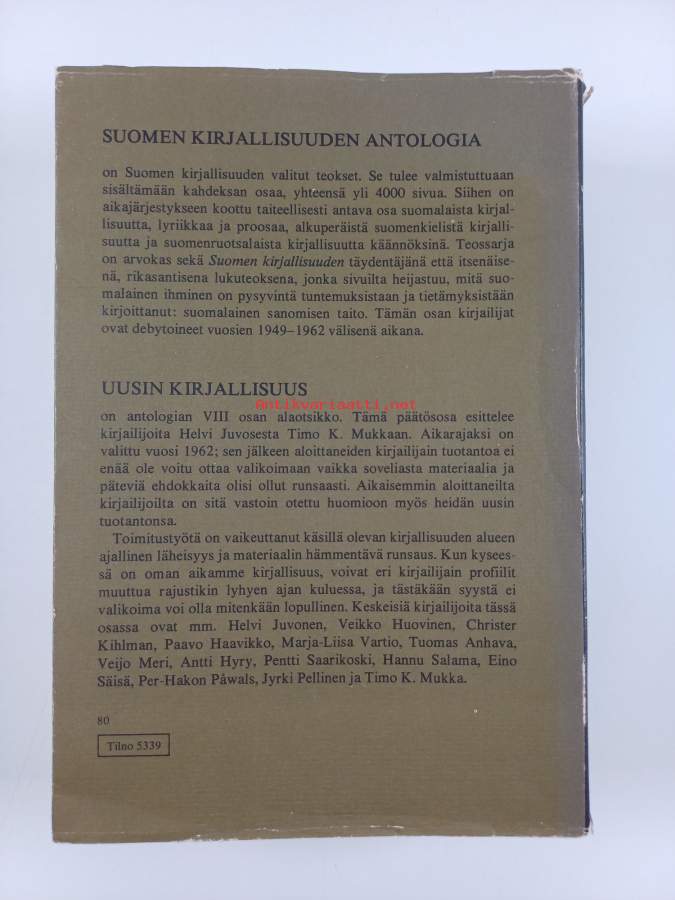 SUOMEN KIRJALLISUUDEN ANTOLOGIA
on Suomen kirjallisuuden valitut teokset. Se tulee valmistuttuaan
sisältämään kahdeksan osaa, yhteensä yli 4000 sivua. Siihen on
aikajärjestykseen koottu taiteellisesti antava osa suomalaista kirjal-
lisuutta, lyriikkaa ja proosaa, alkuperäistä suomenkielistä kirjalli-
suutta ja suomenruotsalaista kirjallisuutta käännöksinä. Teossarja
on arvokas sekä Suomen kirjallisuuden täydentäjänä että itsenäise-
nä, rikasantisena lukuteoksena, jonka sivuilta heijastuu, mitä suo-
malainen ihminen on pysyvintä tuntemuksistaan ja tietämyksistään
kirjoittanut: suomalainen sanomisen taito. Tämän osan kirjailijat
ovat debytoineet vuosien 1949–1962 välisenä aikana.
UUSIN KIRJALLISUUS
Antikvariaatti.net
on antologian VIII osan alaotsikko. Tämä päätösosa esittelee
kirjailijoita Helvi Juvosesta Timo K. Mukkaan. Aikarajaksi on
valittu vuosi 1962; sen jälkeen aloittaneiden kirjailijain tuotantoa ei
enää ole voitu ottaa valikoimaan vaikka soveliasta materiaalia ja
päteviä ehdokkaita olisi ollut runsaasti. Aikaisemmin aloittaneilta
kirjailijoilta on sitä vastoin otettu huomioon myös heidän uusin
tuotantonsa.
Toimitustyötä on vaikeuttanut käsillä olevan kirjallisuuden alueen
ajallinen läheisyys ja materiaalin hämmentävä runsaus. Kun kysees-
sä on oman aikamme kirjallisuus, voivat eri kirjailijain profiilit
muuttua rajustikin lyhyen ajan kuluessa, ja tästäkään syystä ei
valikoima voi olla mitenkään lopullinen. Keskeisiä kirjailijoita tässä
osassa ovat mm. Helvi Juvonen, Veikko Huovinen, Christer
Kihlman, Paavo Haavikko, Marja-Liisa Vartio, Tuomas Anhava,
Veijo Meri, Antti Hyry, Pentti Saarikoski, Hannu Salama, Eino
Säisä, Per-Hakon Påwals, Jyrki Pellinen ja Timo K. Mukka.
80
Tilno 5339